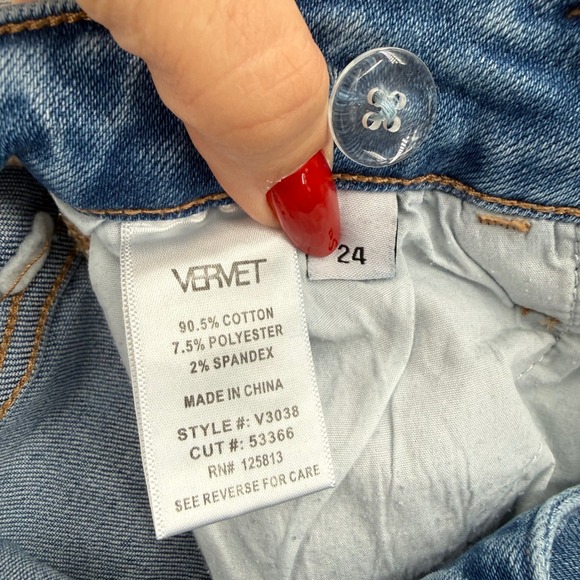 VERVET
90.5% COTTON
7.5% POLYESTER
2% SPANDEX
MADE IN CHINA
STYLE #: V3038
CUT #: 53366
RN# 125813
SEE REVERSE FOR CARE
24